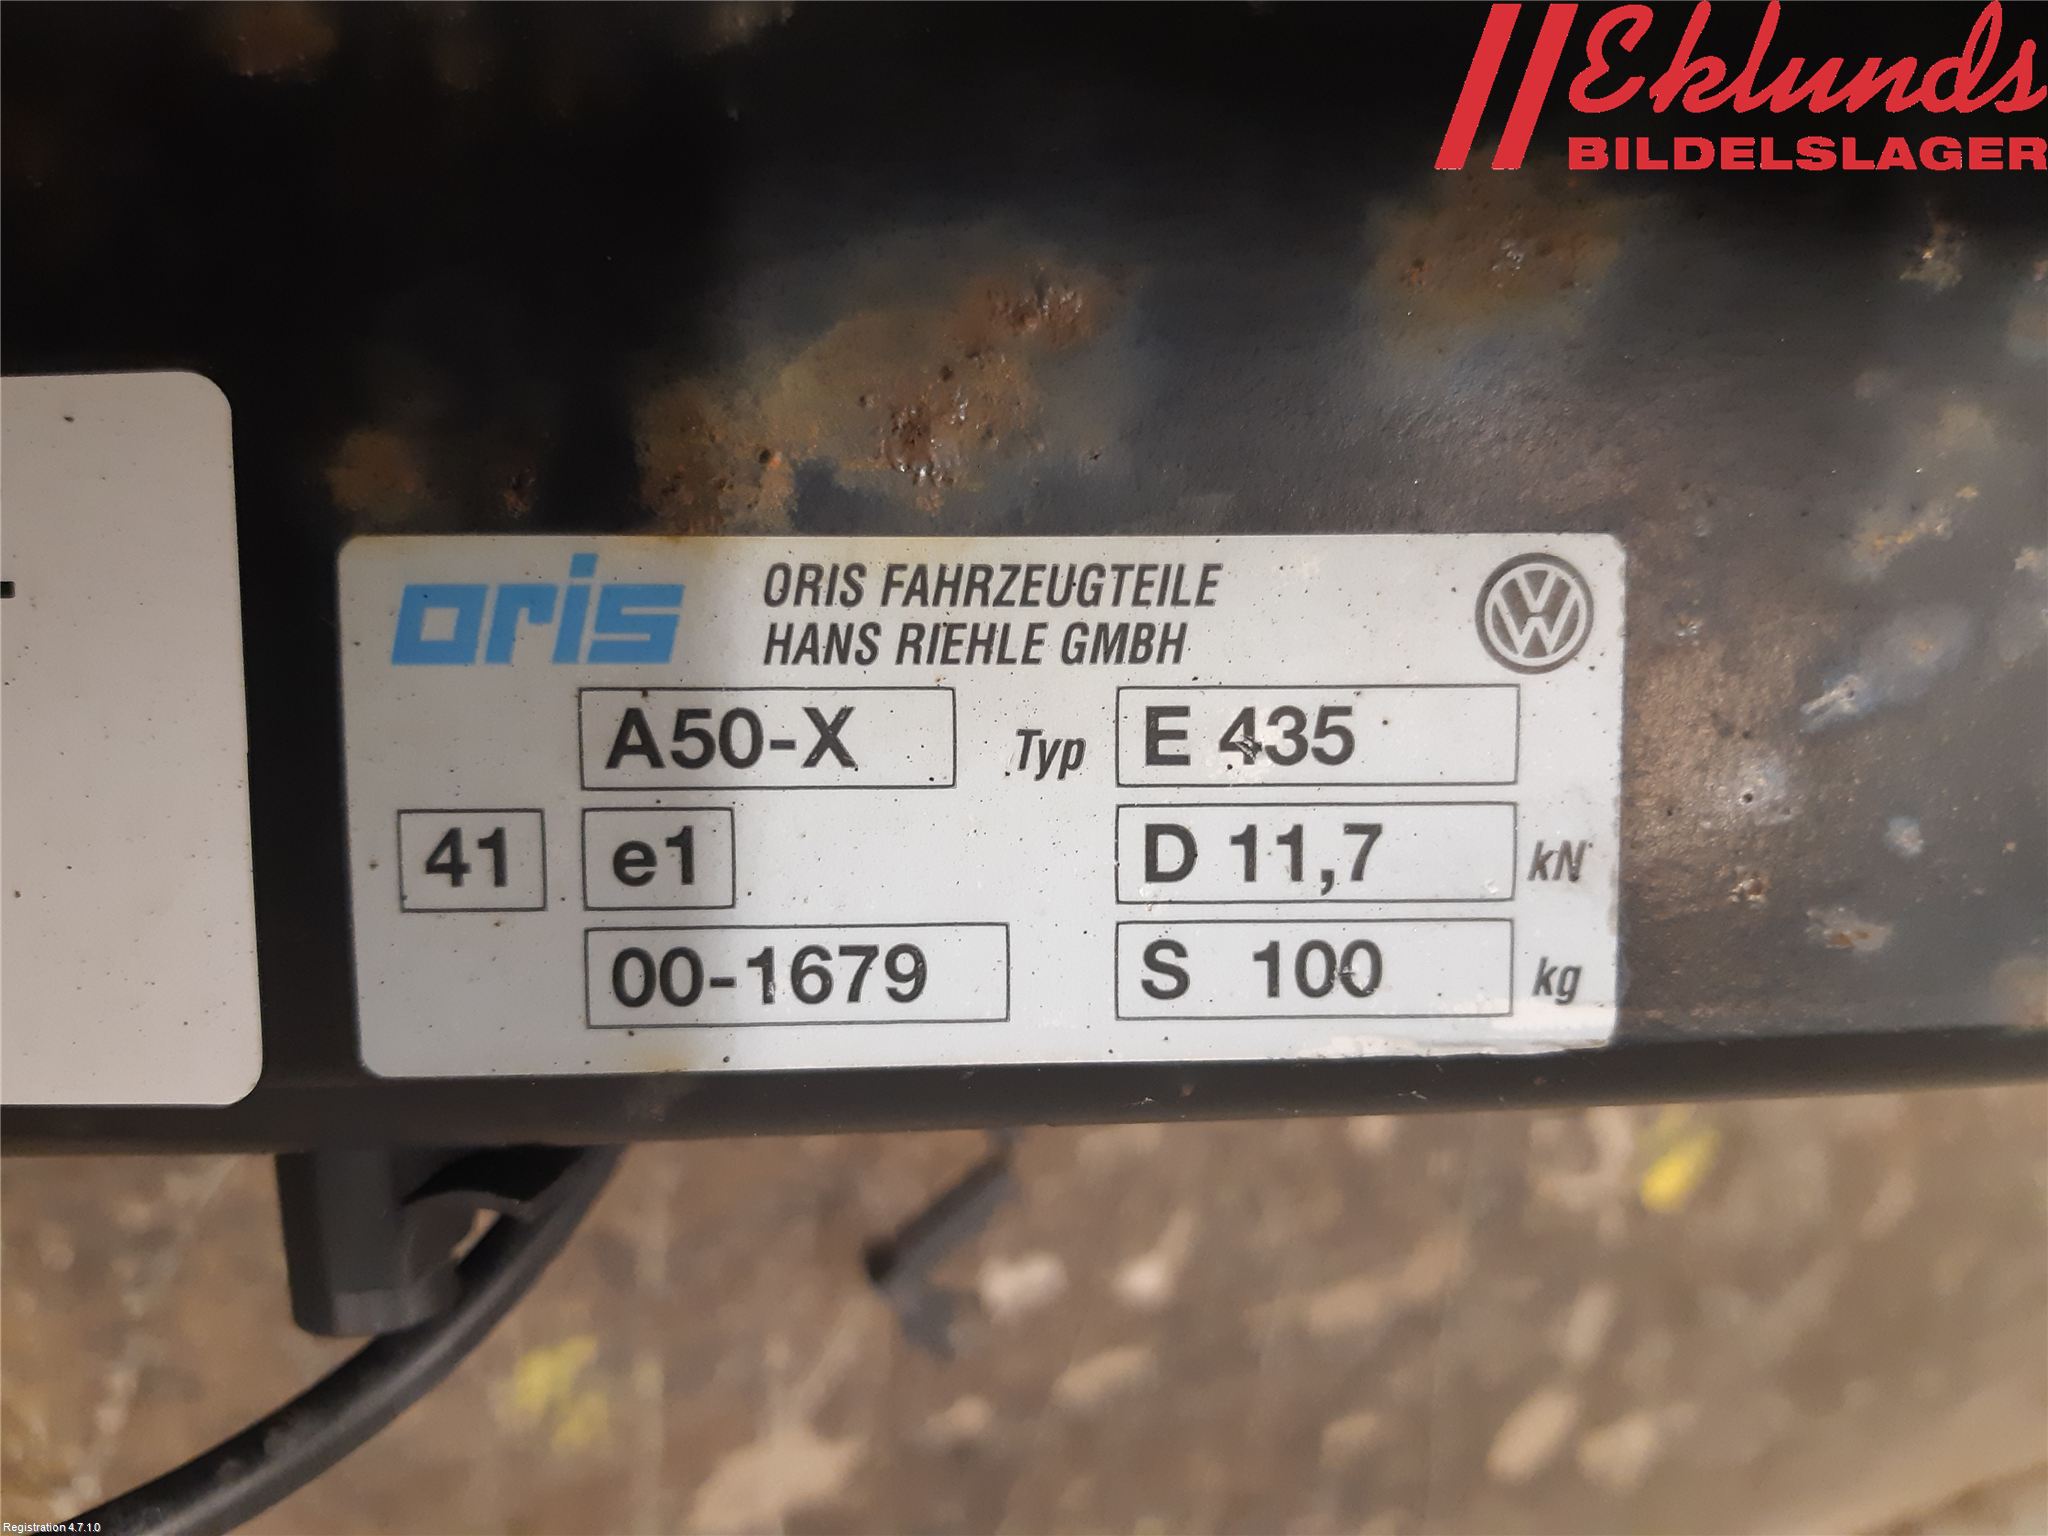 Eklunds
BILDELSLAGER
oris
ORIS FAHRZEUGTEILE
HANS RIEHLE GMBH
A50-X Typ E 435
41 e1 D 11,7 kN
00-1679 S 100 kg
Registration 4.7.1.0